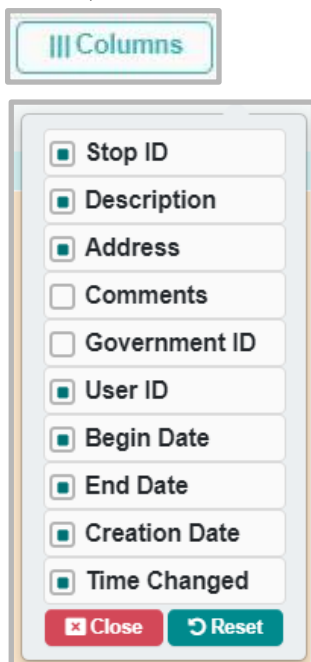 Columns
Stop ID
Description
Address
Comments
Government ID
User ID
Begin Date
End Date
Creation Date
Time Changed
Close Reset